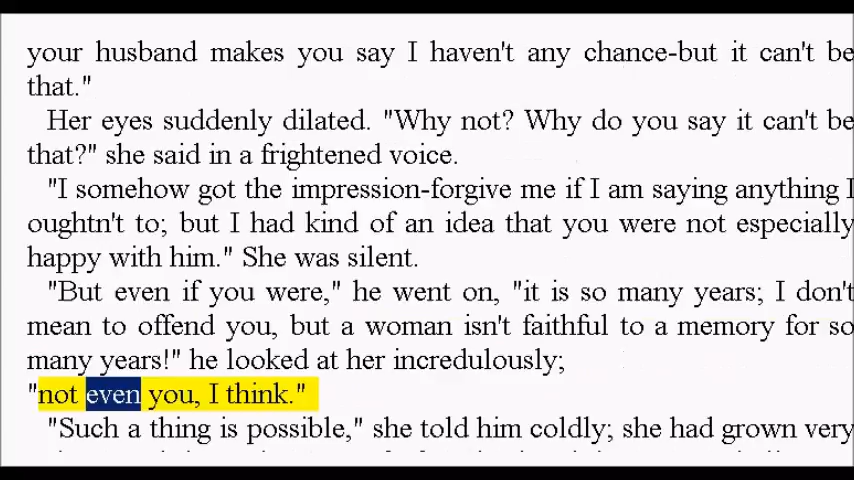 your husband makes you say I haven't any chance-but it can't be
that."
Her eyes suddenly dilated. "Why not? Why do you say it can't be
that?" she said in a frightened voice.
"I somehow got the impression-forgive me if I am saying anything I
oughtn't to; but I had kind of an idea that you were not especially
happy with him." She was silent.
"But even if you were," he went on, "it is so many years; I don't
mean to offend you, but a woman isn't faithful to a memory for so
many years!" he looked at her incredulously;
"not even you, I think."
"Such a thing is possible," she told him coldly; she had grown very